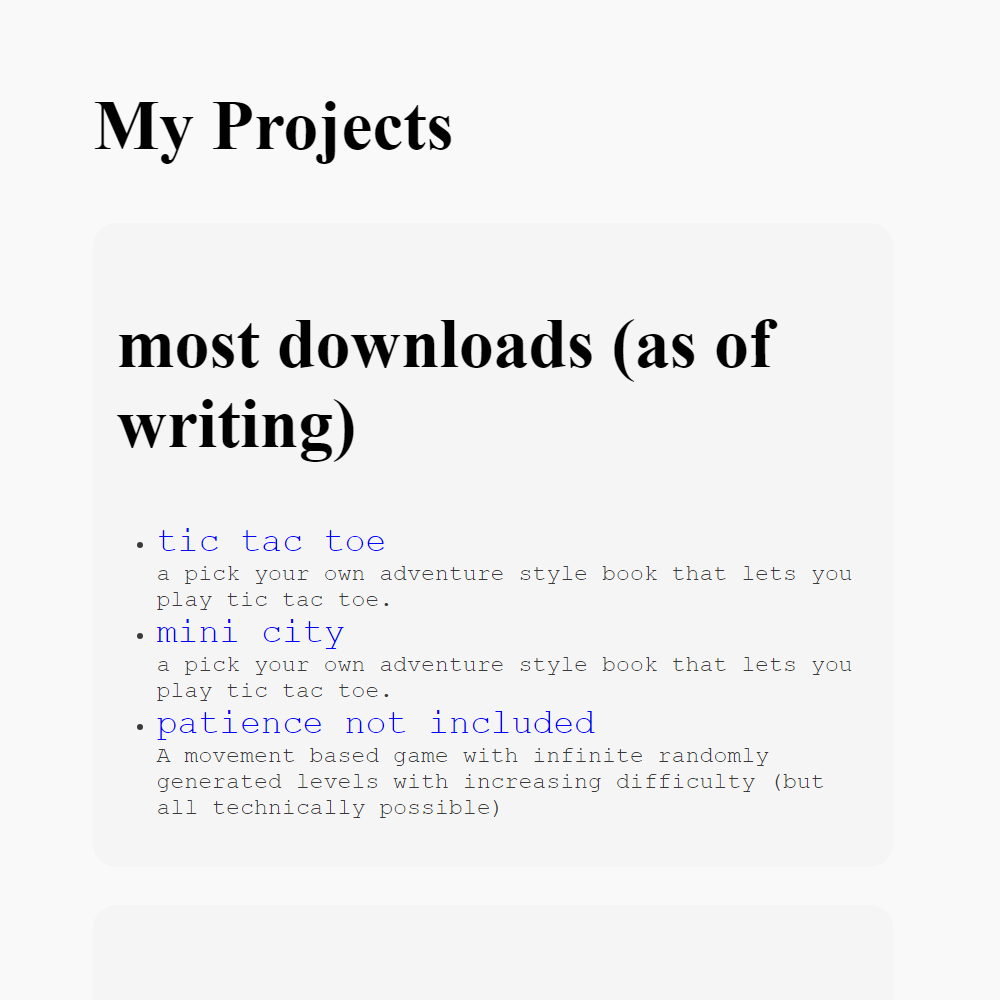 My Projects
most downloads (as of
writing)
tic tac toe
a pick your own adventure style book that lets you
play tic tac toe.
mini city
a pick your own adventure style book that lets you
play tic tac toe.
patience not included
A movement based game with infinite randomly
generated levels with increasing difficulty (but
all technically possible)